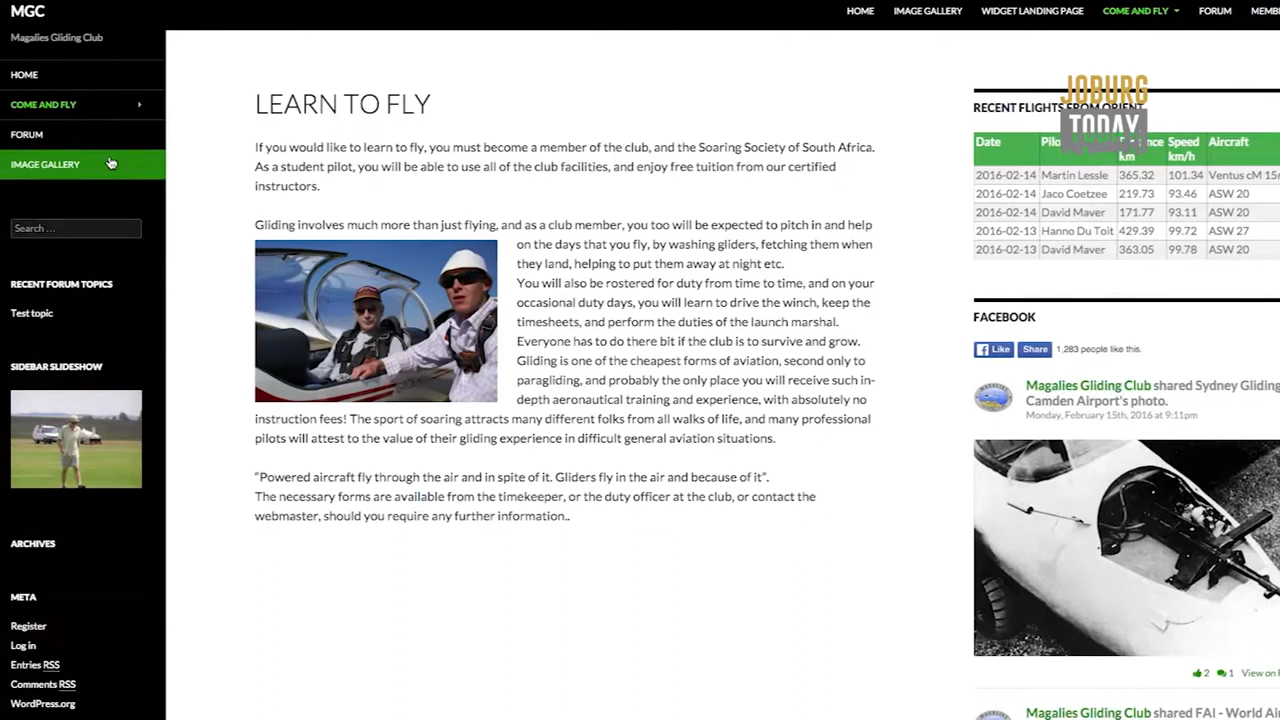 MGC
HOME IMAGE GALLERY WIDGET LANDING PAGE COME AND FLY FORUM
Magalies Gliding Club
HOME
COME AND FLY
FORUM
IMAGE GALLERY
Search ...
RECENT FORUM TOPICS
Test topic
SIDEBAR SLIDESHOW
ARCHIVES
META
Register
Log in
Entries RSS
Comments RSS
WordPress.org
LEARN TO FLY
If you would like to learn to fly, you must become a member of the club, and the Soaring Society of South Africa.
As a student pilot, you will be able to use all of the club facilities, and enjoy free tuition from our certified
instructors.
Gliding involves much more than just flying, and as a club member, you too will be expected to pitch in and help
on the days that you fly, by washing gliders, fetching them when
they land, helping to put them away at night etc.
You will also be rostered for duty from time to time, and on your
occasional duty days, you will learn to drive the winch, keep the
timesheets, and perform the duties of the launch marshal.
Everyone has to do there bit if the club is to survive and grow.
Gliding is one of the cheapest forms of aviation, second only to
paragliding, and probably the only place you will receive such in-
depth aeronautical training and experience, with absolutely no
instruction fees! The sport of soaring attracts many different folks from all walks of life, and many professional
pilots will attest to the value of their gliding experience in difficult general aviation situations.
“Powered aircraft fly through the air and in spite of it. Gliders fly in the air and because of it”.
The necessary forms are available from the timekeeper, or the duty officer at the club, or contact the
webmaster, should you require any further information..
JOBURG
TODAY
RECENT FLIGHTS FROM ORIENT
Date Speed Aircraft
km km/h
2016-02-14 Martin Lessle 365.32 101.34 Ventus cM
2016-02-14 Jaco Coetzee 219.73 93.46 ASW 20
2016-02-14 David Maver 171.77 93.11 ASW 20
2016-02-13 Hanno Du Toit 429.39 99.72 ASW 27
2016-02-13 David Maver 363.05 99.78 ASW 20
FACEBOOK
Like Share 1,283 people like this.
Magalies Gliding Club shared Sydney Gliding
Camden Airport's photo.
Monday, February 15th, 2016 at 9:11pm
2 1 View on
Magalies Gliding Club shared FAI - World